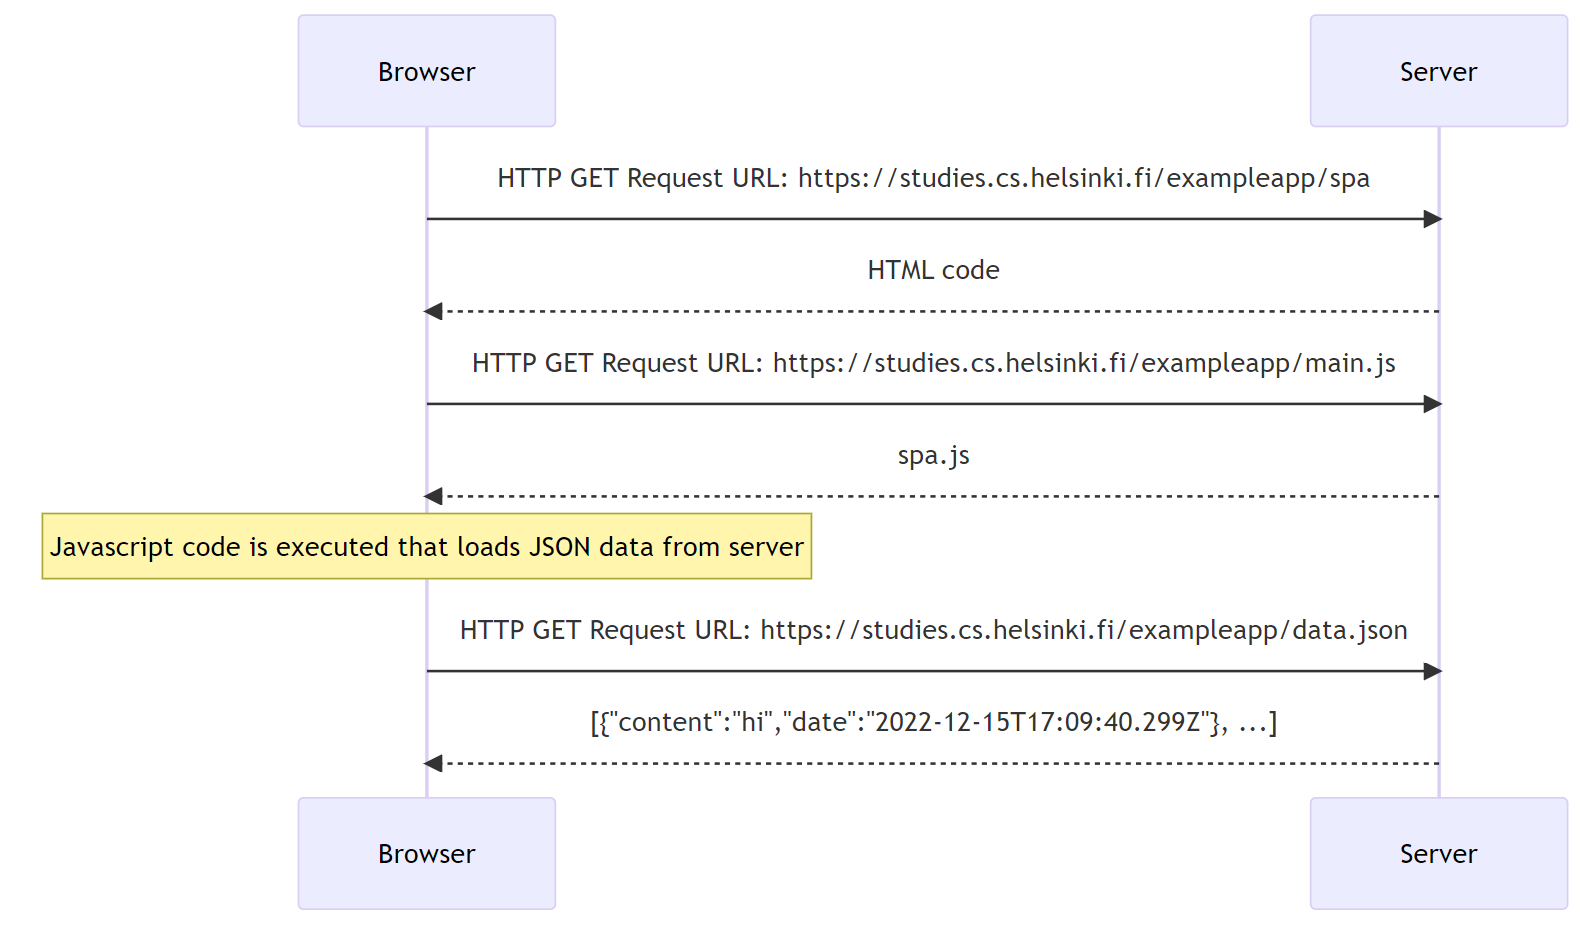 Browser
Server
HTTP GET Request URL: https://studies.cs.helsinki.fi/exampleapp/spa
HTML code
HTTP GET Request URL: https://studies.cs.helsinki.fi/exampleapp/main.js
spa.js
Javascript code is executed that loads JSON data from server
HTTP GET Request URL: https://studies.cs.helsinki.fi/exampleapp/data.json
[{"content":"hi","date":"2022-12-15T17:09:40.299Z"}, ...]
Browser
Server